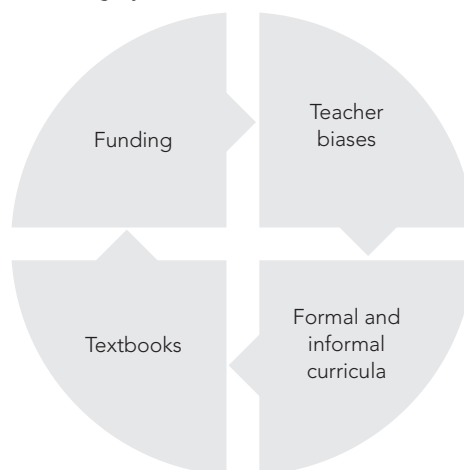 Funding
Teacher
biases
Textbooks
Formal and
informal
curricula